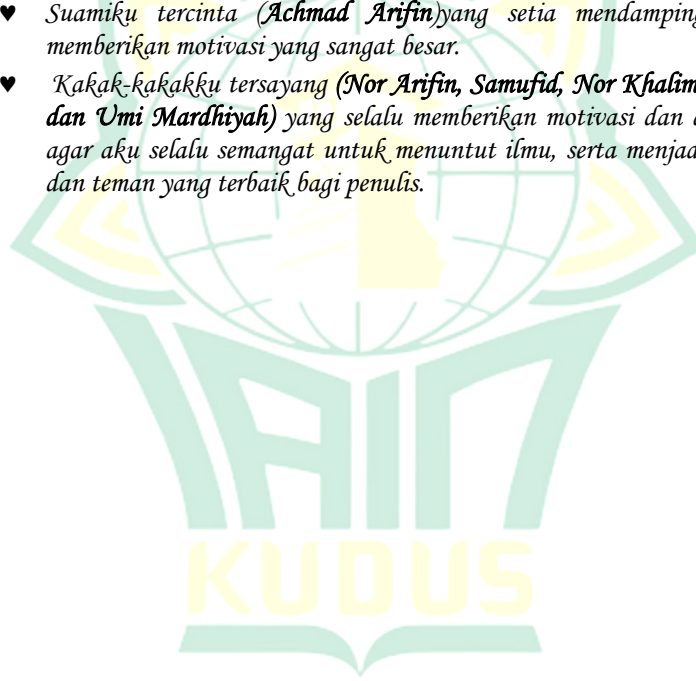 ♥ Suamiku tercinta (Achmad Arifin)yang setia mendamping
memberikan motivasi yang sangat besar.
♥ Kakak-kakakku tersayang (Nor Arifin, Samufid, Nor Khalim
dan Umi Mardhiyah) yang selalu memberikan motivasi dan
agar aku selalu semangat untuk menuntut ilmu, serta menjad
dan teman yang terbaik bagi penulis.
IAIN
KUDUS